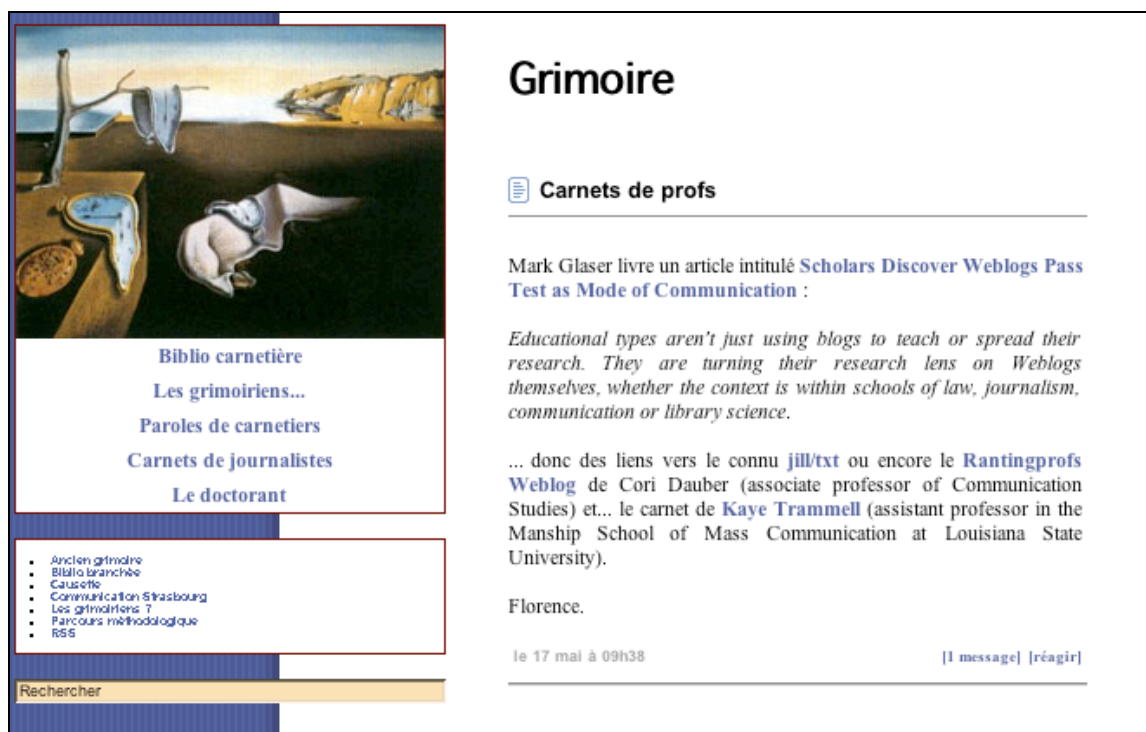 Grimoire
Carnets de profs
Mark Glaser livre un article intitulé Scholars Discover Weblogs Pass
Test as Mode of Communication :
Educational types aren't just using blogs to teach or spread their
research. They are turning their research lens on Weblogs
themselves, whether the context is within schools of law, journalism,
communication or library science.
... donc des liens vers le connu jill/txt ou encore le Rantingprofs
Weblog de Cori Dauber (associate professor of Communication
Studies) et... le carnet de Kaye Trammell (assistant professor in the
Manship School of Mass Communication at Louisiana State
University).
Florence.
le 17 mai à 09h38 [1 message] [réagir]
Biblio carnetière
Les grimoiriens...
Paroles de carnetiers
Carnets de journalistes
Le doctorant
Ancien grimoire
Biblio branchée
Causette
Communication Strasbourg
Les grimoiriens ?
Parcours méthodologique
RSS
Rechercher